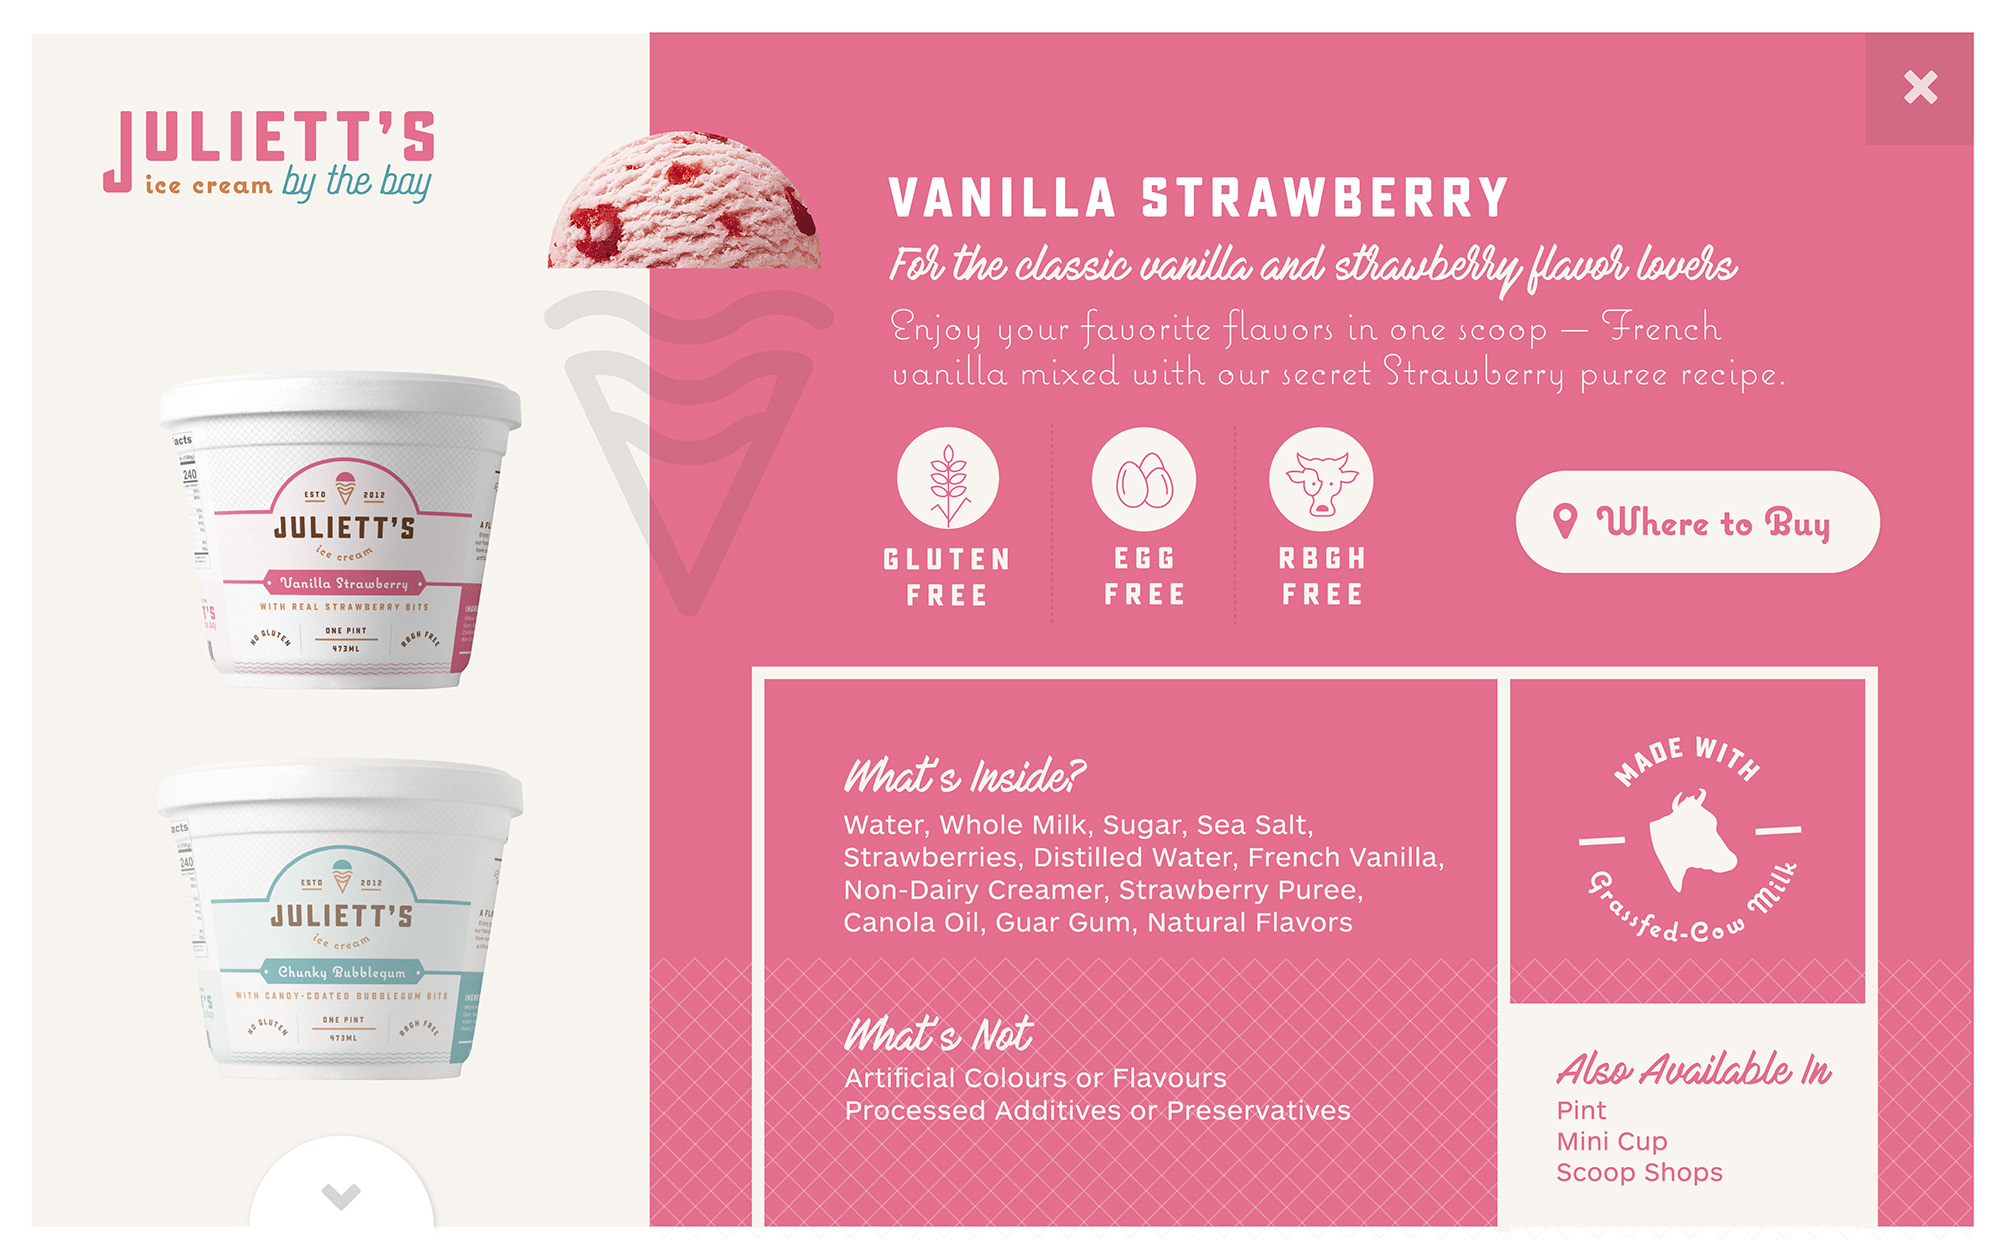 JULIETT'S
ice cream by the bay
acts
240
ESTD 2012
JULIETT'S
ice cream
Vanilla Strawberry
WITH REAL STRAWBERRY BITS
NO GLUTEN
ONE PINT
473ML
RBGH FREE
acts
240
ESTD 2012
JULIETT'S
ice cream
Chunky Bubblegum
WITH CANDY-COATED BUBBLEGUM BITS
NO GLUTEN
ONE PINT
473ML
RBGH FREE
VANILLA STRAWBERRY
For the classic vanilla and strawberry flavor lovers
Enjoy your favorite flavors in one scoop — French
vanilla mixed with our secret Strawberry puree recipe.
GLUTEN
FREE
EGG
FREE
RBGH
FREE
Where to Buy
What's Inside?
Water, Whole Milk, Sugar, Sea Salt,
Strawberries, Distilled Water, French Vanilla,
Non-Dairy Creamer, Strawberry Puree,
Canola Oil, Guar Gum, Natural Flavors
What's Not
Artificial Colours or Flavours
Processed Additives or Preservatives
MADE WITH
Grassfed-Cow Milk
Also Available In
Pint
Mini Cup
Scoop Shops